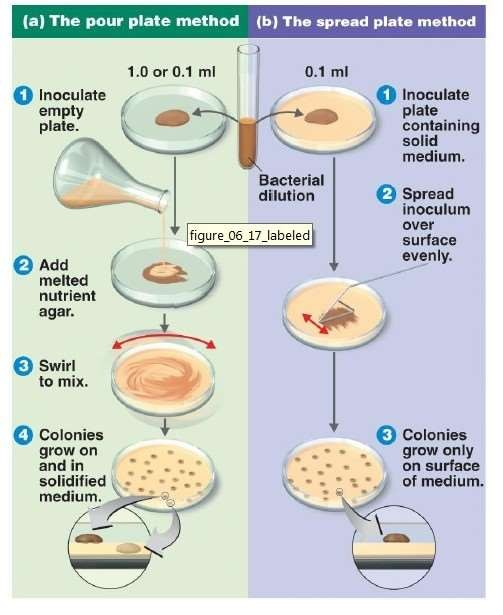 (a) The pour plate method
1.0 or 0.1 ml
1 Inoculate
empty
plate.
2 Add
melted
nutrient
agar.
3 Swirl
to mix.
4 Colonies
grow on
and in
solidified
medium.
Bacterial
dilution
figure_06_17_labeled
(b) The spread plate method
0.1 ml
1 Inoculate
plate
containing
solid
medium.
2 Spread
inoculum
over
surface
evenly.
3 Colonies
grow only
on surface
of medium.